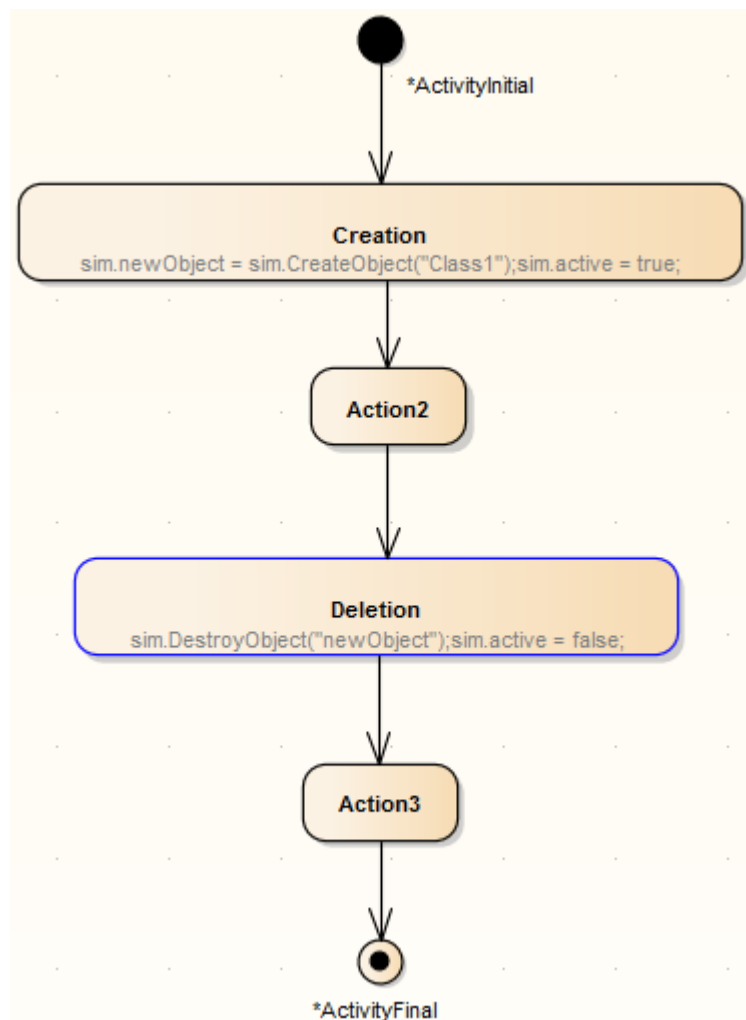 *ActivityInitial
Creation
sim.newObject = sim.CreateObject("Class1");sim.active = true;
Action2
Deletion
sim.DestroyObject("newObject");sim.active = false;
Action3
*ActivityFinal